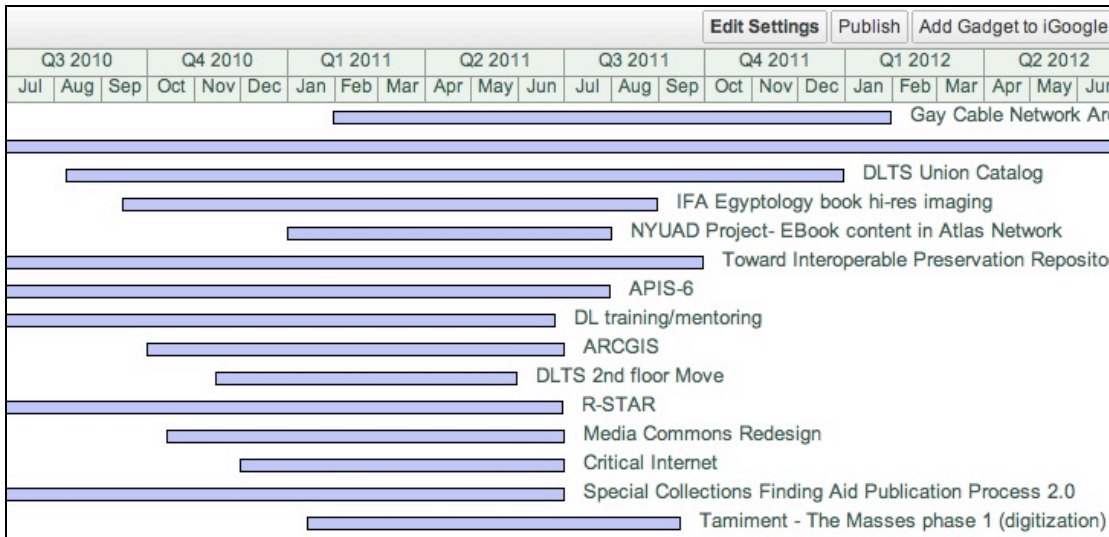 Edit Settings Publish Add Gadget to iGoogle
Q3 2010 Q4 2010 Q1 2011 Q2 2011 Q3 2011 Q4 2011 Q1 2012 Q2 2012
Jul Aug Sep Oct Nov Dec Jan Feb Mar Apr May Jun Jul Aug Sep Oct Nov Dec Jan Feb Mar Apr May Jun
Gay Cable Network Arc
DLTS Union Catalog
IFA Egyptology book hi-res imaging
NYUAD Project- EBook content in Atlas Network
Toward Interoperable Preservation Reposito
APIS-6
DL training/mentoring
ARCGIS
DLTS 2nd floor Move
R-STAR
Media Commons Redesign
Critical Internet
Special Collections Finding Aid Publication Process 2.0
Tamiment - The Masses phase 1 (digitization)